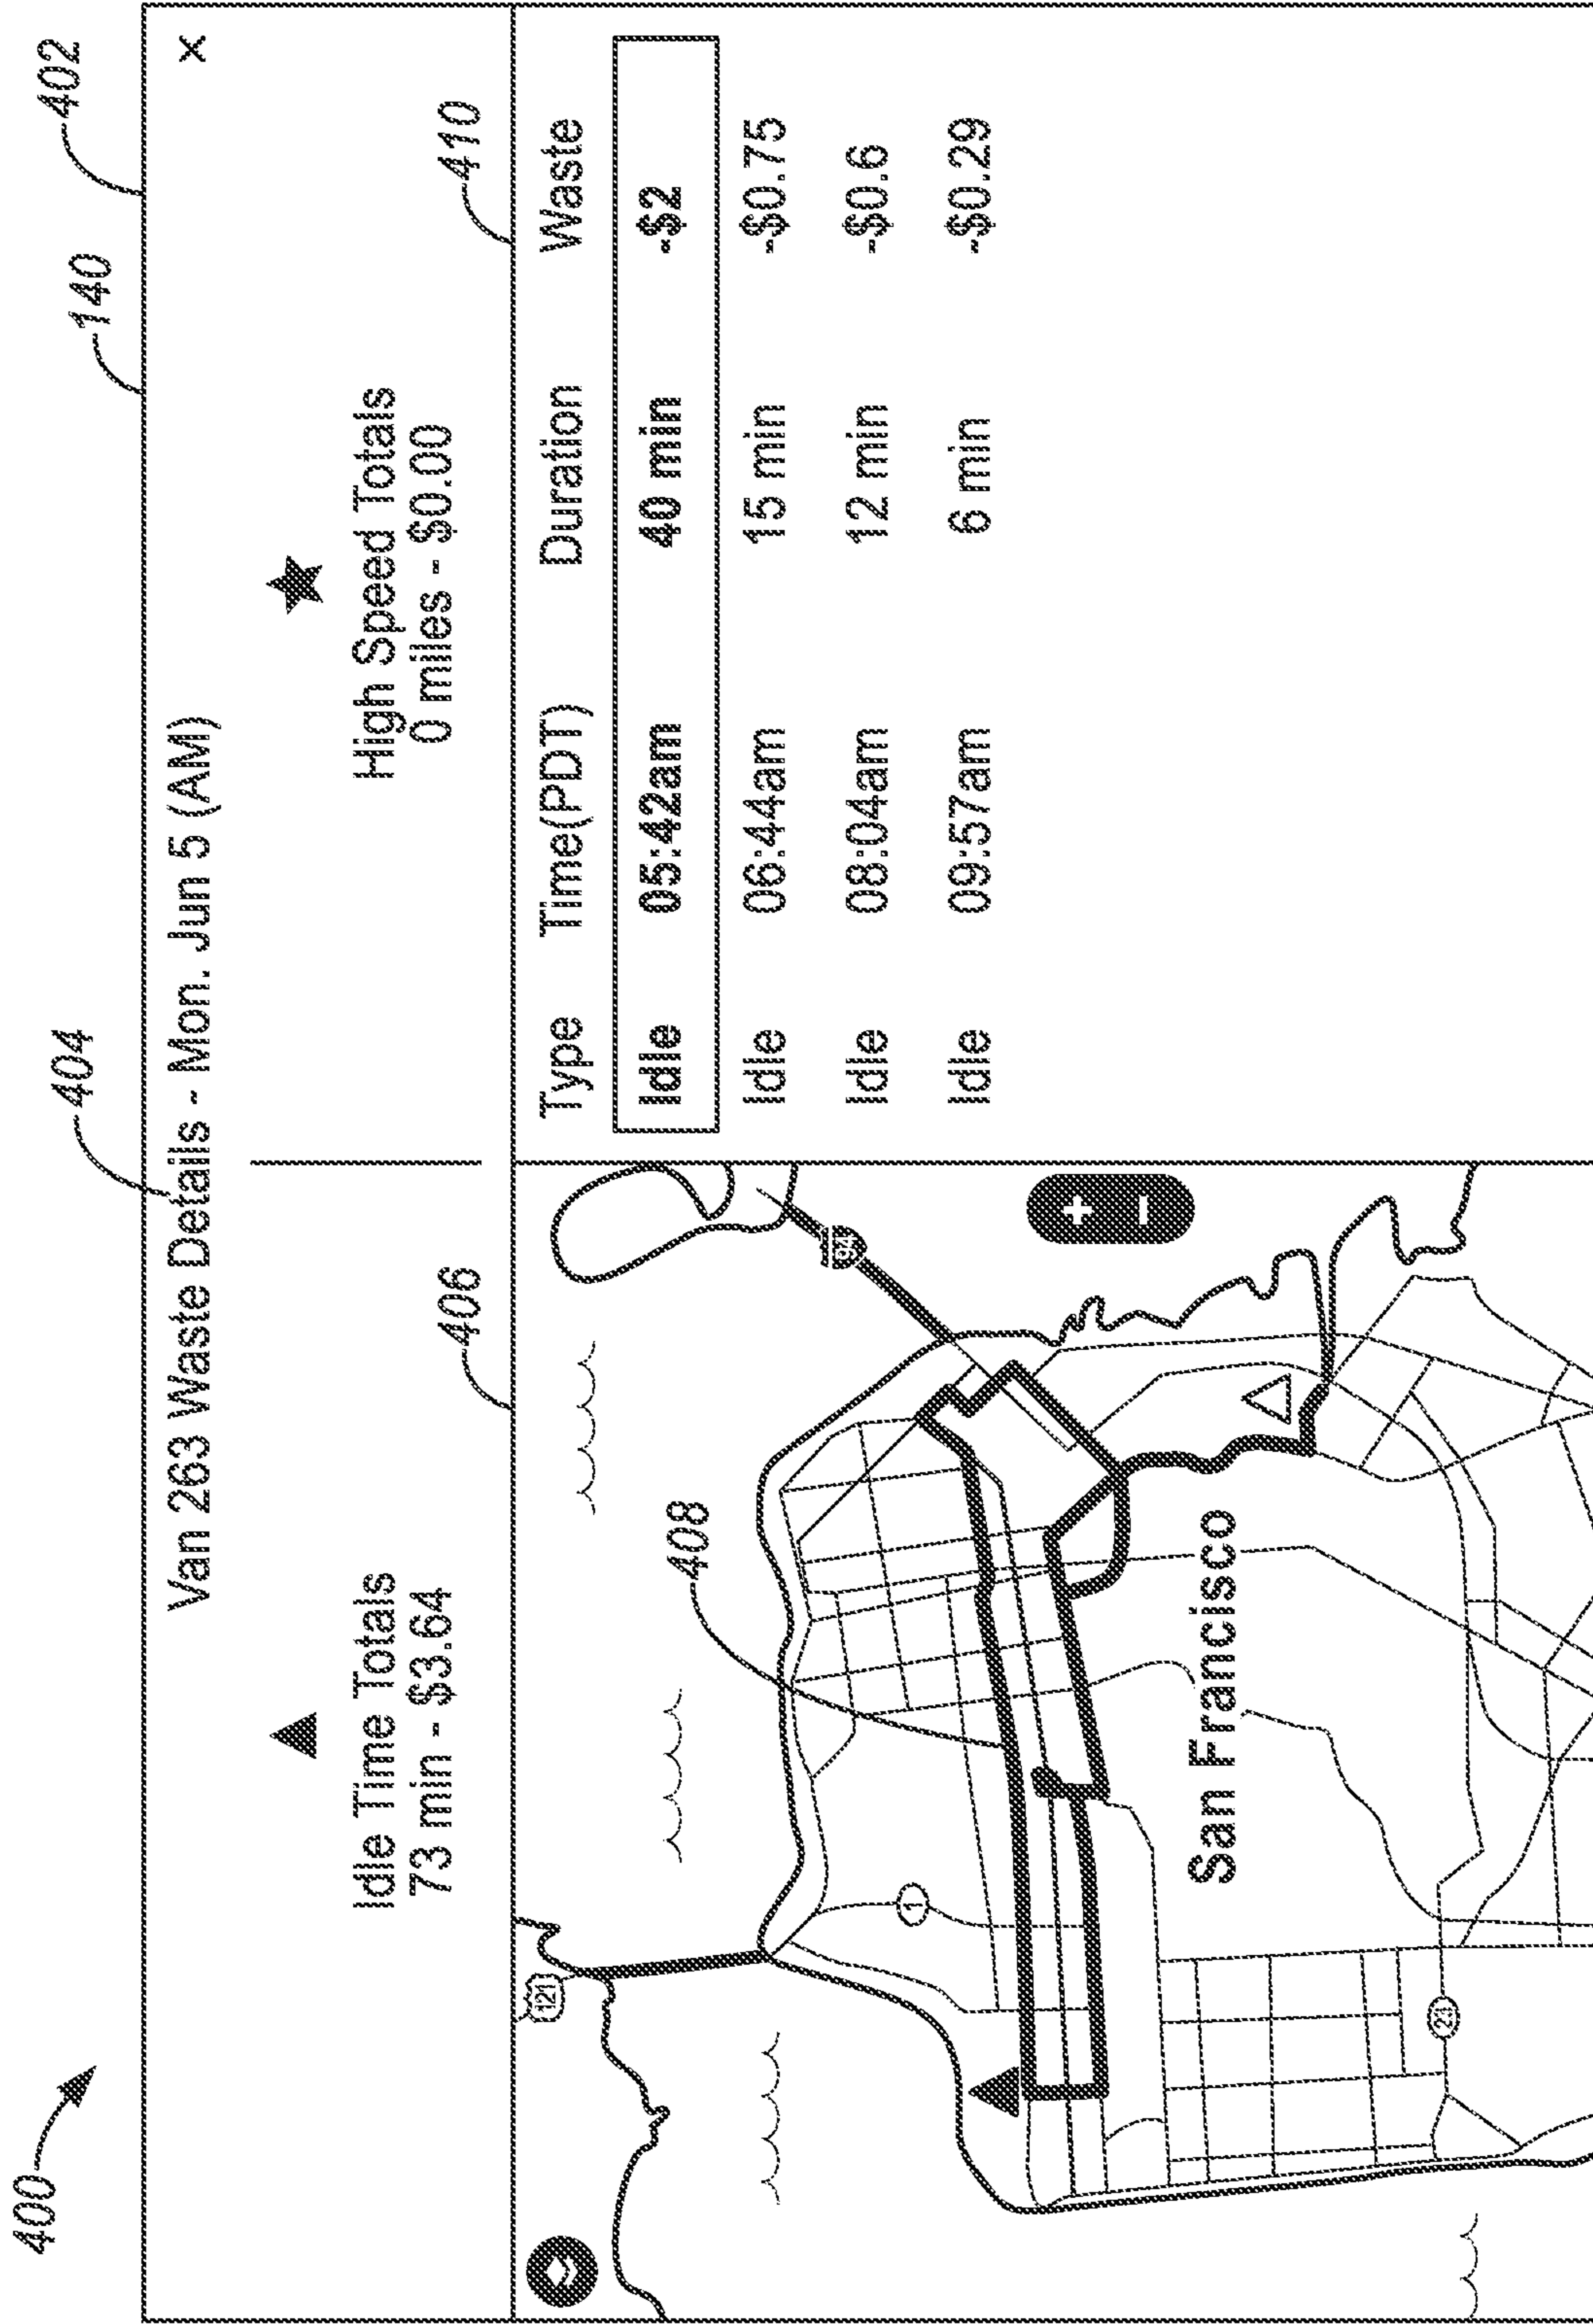 400
404
140
402
Van 263 Waste Details - Mon. Jun 5 (AM)
X
Idle Time Totals
73 min - $3.64
High Speed Totals
0 miles - $0.00
406
410
Type Time(PDT) Duration Waste
Idle 05:42am 40 min -$2
Idle 06:44am 15 min -$0.75
Idle 08:04am 12 min -$0.6
Idle 09:57am 6 min -$0.29
121
408
94
1
+
−
San Francisco
23